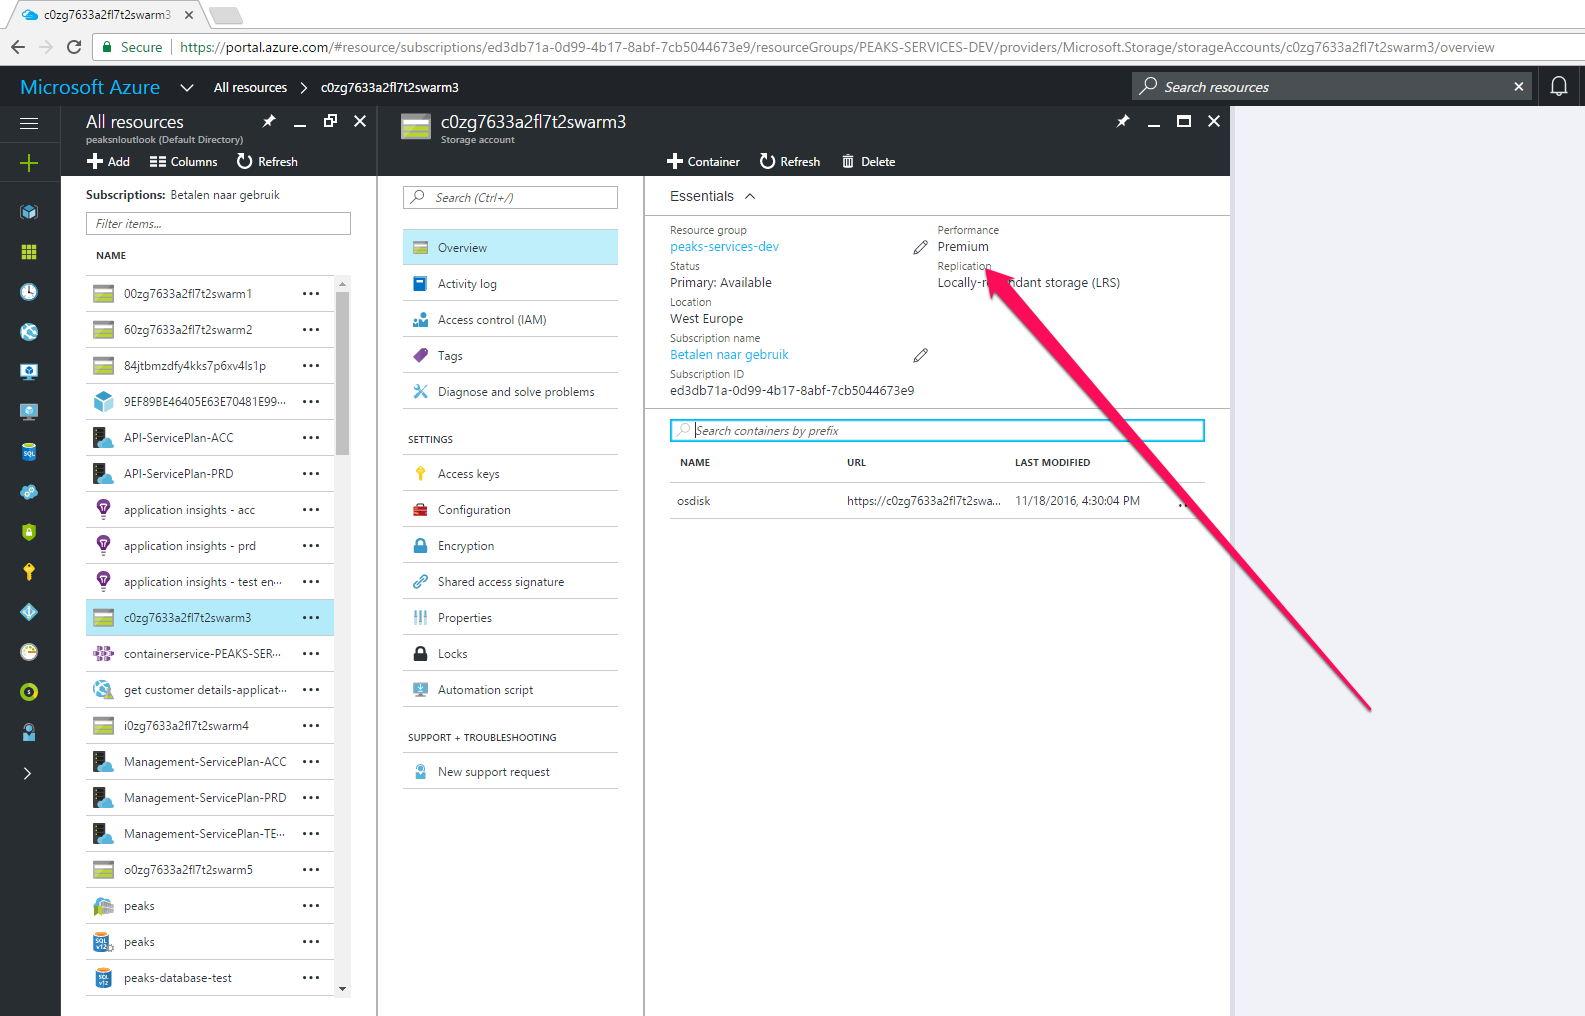 c0zg7633a2fl7t2swarm3
Secure https://portal.azure.com/#resource/subscriptions/ed3db71a-0d99-4b17-8abf-7cb5044673e9/resourceGroups/PEAKS-SERVICES-DEV/providers/Microsoft.Storage/storageAccounts/c0zg7633a2fl7t2swarm3/overview
Microsoft Azure All resources c0zg7633a2fl7t2swarm3 Search resources
All resources
peaksnloutlook (Default Directory)
Add Columns Refresh
Subscriptions: Betalen naar gebruik
Filter items...
NAME
00zg7633a2fl7t2swarm1
60zg7633a2fl7t2swarm2
84jtbmzdfy4kks7p6xv4ls1p
9EF89BE46405E63E70481E99...
API-ServicePlan-ACC
API-ServicePlan-PRD
application insights - acc
application insights - prd
application insights - test en...
c0zg7633a2fl7t2swarm3
containerservice-PEAKS-SER...
get customer details-applicat...
i0zg7633a2fl7t2swarm4
Management-ServicePlan-ACC
Management-ServicePlan-PRD
Management-ServicePlan-TE...
o0zg7633a2fl7t2swarm5
peaks
peaks
peaks-database-test
c0zg7633a2fl7t2swarm3
Storage account
Container Refresh Delete
Search (Ctrl+/)
Overview
Activity log
Access control (IAM)
Tags
Diagnose and solve problems
SETTINGS
Access keys
Configuration
Encryption
Shared access signature
Properties
Locks
Automation script
SUPPORT + TROUBLESHOOTING
New support request
Essentials
Resource group
peaks-services-dev
Status
Primary: Available
Location
West Europe
Subscription name
Betalen naar gebruik
Subscription ID
ed3db71a-0d99-4b17-8abf-7cb5044673e9
Performance
Premium
Replication
Locally-redundant storage (LRS)
Search containers by prefix
NAME URL LAST MODIFIED
osdisk https://c0zg7633a2fl7t2swa... 11/18/2016, 4:30:04 PM